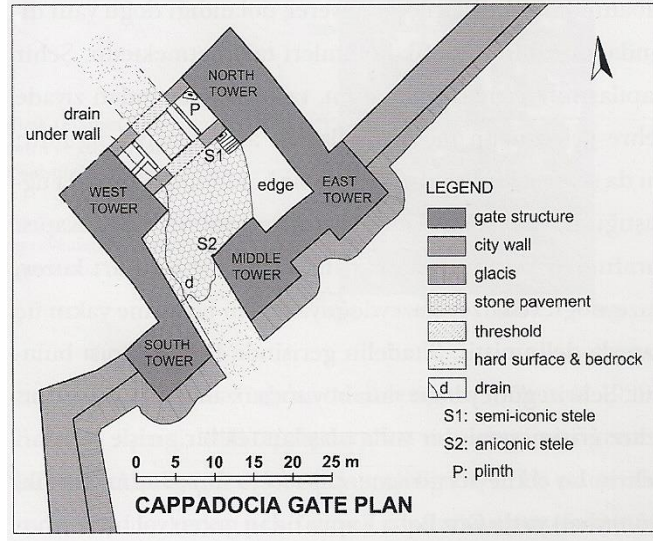 NORTH
TOWER
P
drain
under wall
S1
WEST
TOWER
edge
EAST
TOWER
S2
MIDDLE
TOWER
d
SOUTH
TOWER
LEGEND
gate structure
city wall
glacis
stone pavement
threshold
hard surface & bedrock
d drain
S1: semi-iconic stele
S2: aniconic stele
P: plinth
0 5 10 15 20 25 m
CAPPADOCIA GATE PLAN